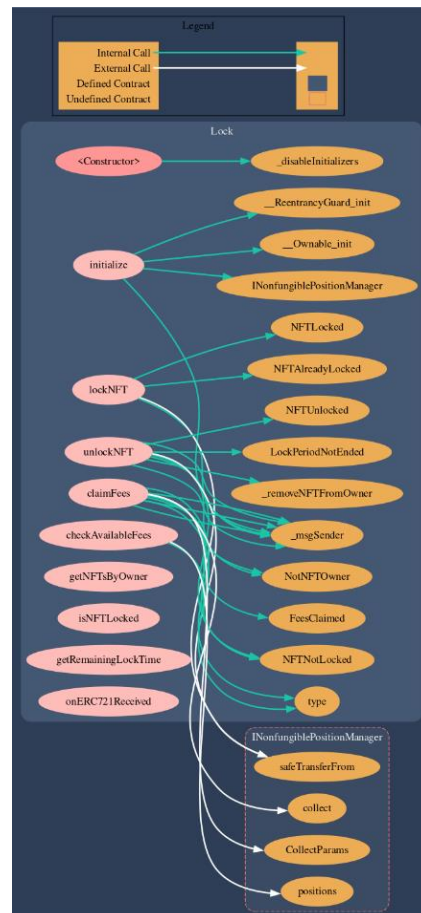 Legend
Internal Call
External Call
Defined Contract
Undefined Contract
Lock
<Constructor>
_disableInitializers
__ReentrancyGuard_init
__Ownable_init
initialize
INonfungiblePositionManager
NFTLocked
NFTAlreadyLocked
lockNFT
NFTUnlocked
unlockNFT
LockPeriodNotEnded
claimFees
_removeNFTFromOwner
checkAvailableFees
_msgSender
getNFTsByOwner
NotNFTOwner
isNFTLocked
FeesClaimed
getRemainingLockTime
NFTNotLocked
onERC721Received
type
INonfungiblePositionManager
safeTransferFrom
collect
CollectParams
positions